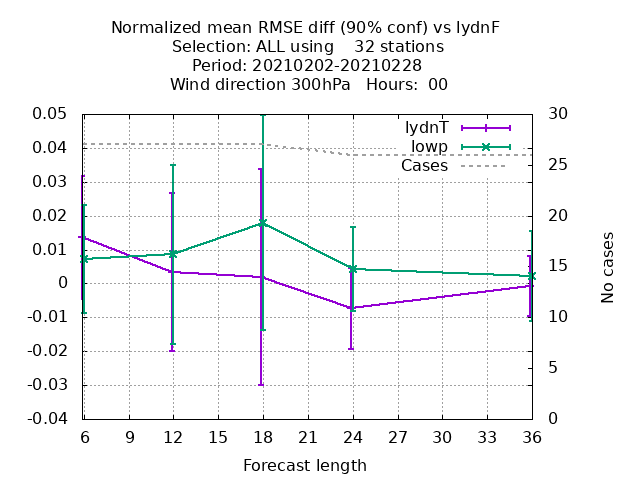 Normalized mean RMSE diff (90% conf) vs lydnF
Selection: ALL using    32 stations
Period: 20210202-20210228
Wind direction 300hPa   Hours:  00
0.05
0.04
0.03
0.02
0.01
0
-0.01
-0.02
-0.03
-0.04
lydnT
lowp
Cases
30
25
20
15
10
5
0
No cases
6 9 12 15 18 21 24 27 30 33 36
Forecast length